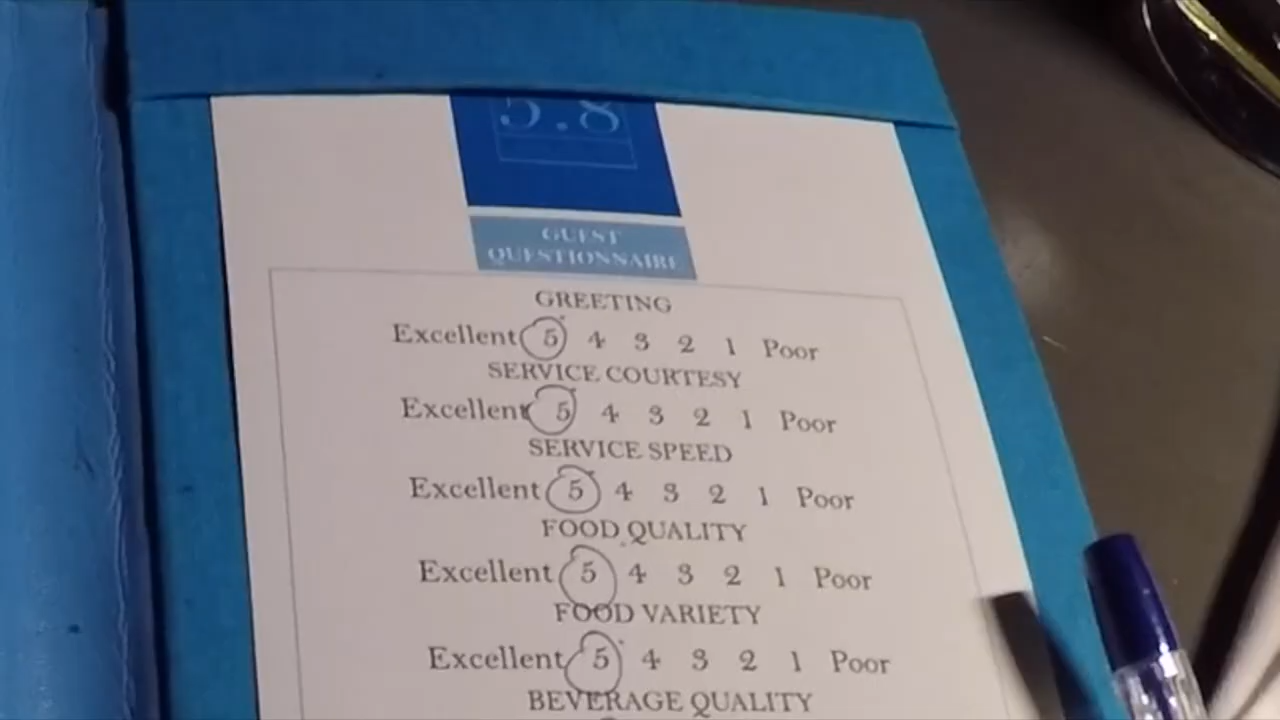 5.8
GUEST
QUESTIONNAIRE
GREETING
Excellent 5 4 3 2 1 Poor
SERVICE COURTESY
Excellent 5 4 3 2 1 Poor
SERVICE SPEED
Excellent 5 4 3 2 1 Poor
FOOD QUALITY
Excellent 5 4 3 2 1 Poor
FOOD VARIETY
Excellent 5 4 3 2 1 Poor
BEVERAGE QUALITY